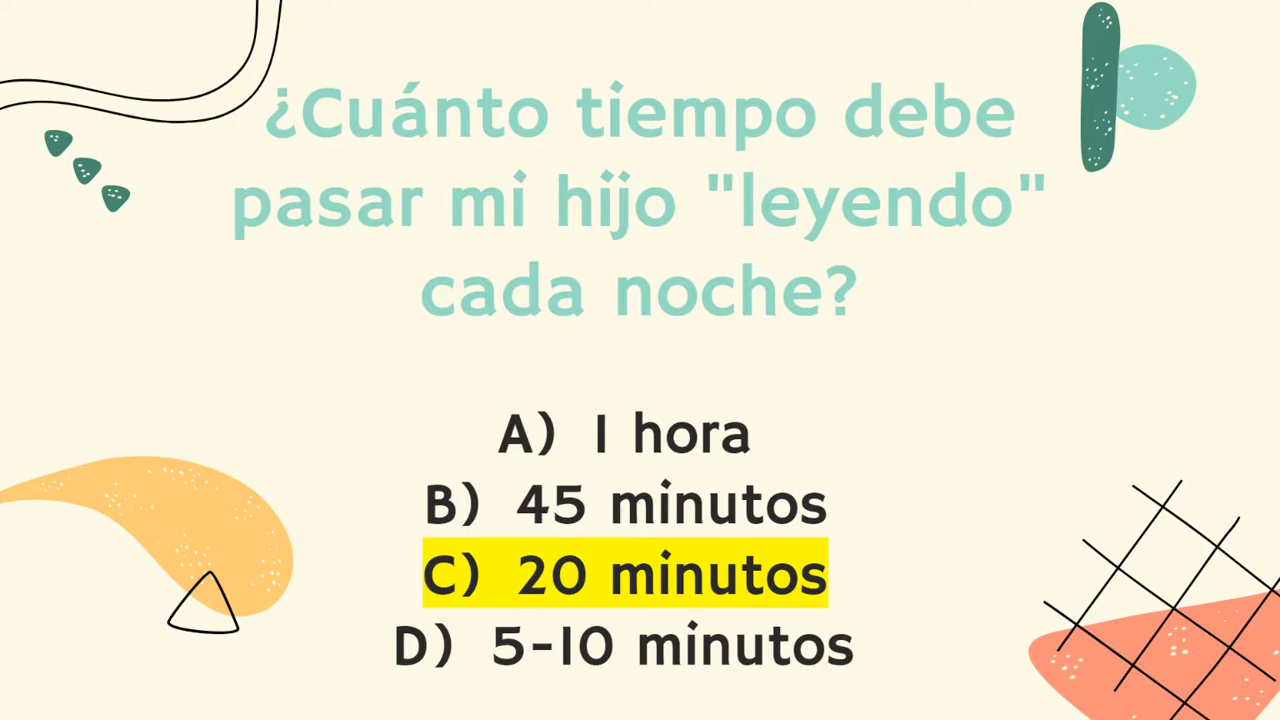 ¿Cuánto tiempo debe
pasar mi hijo "leyendo"
cada noche?
A) 1 hora
B) 45 minutos
C) 20 minutos
D) 5-10 minutos